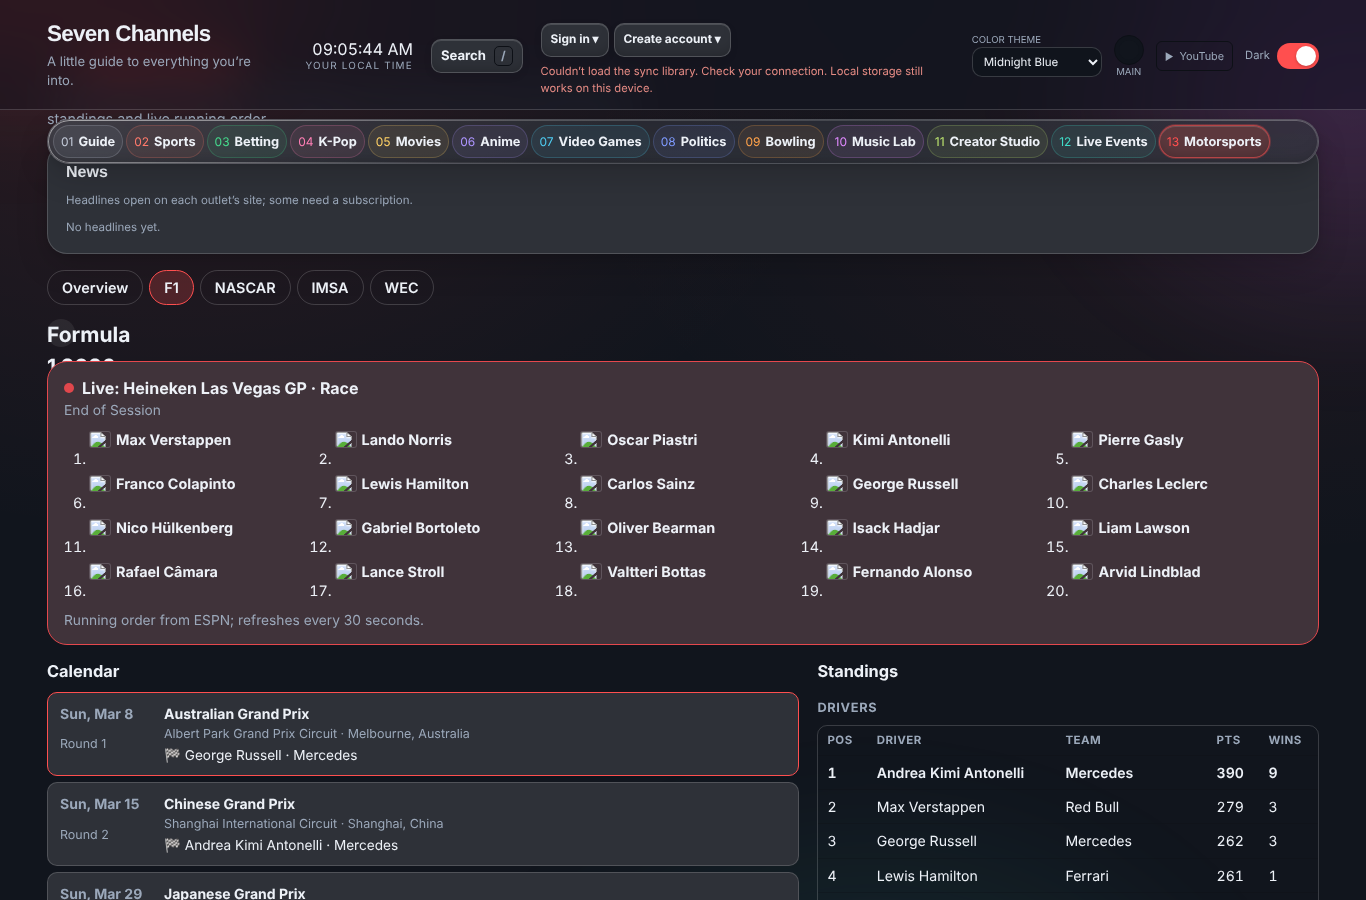 Seven Channels
A little guide to everything you're
into.
09:05:44 AM
YOUR LOCAL TIME
Search /
Sign in ▾
Create account ▾
Couldn't load the sync library. Check your connection. Local storage still
works on this device.
COLOR THEME
Midnight Blue
MAIN
▶ YouTube
Dark
standings and live running order
01 Guide
02 Sports
03 Betting
04 K-Pop
05 Movies
06 Anime
07 Video Games
08 Politics
09 Bowling
10 Music Lab
11 Creator Studio
12 Live Events
13 Motorsports
News
Headlines open on each outlet's site; some need a subscription.
No headlines yet.
Overview
F1
NASCAR
IMSA
WEC
Formula
Live: Heineken Las Vegas GP · Race
End of Session
1. Max Verstappen
2. Lando Norris
3. Oscar Piastri
4. Kimi Antonelli
5. Pierre Gasly
6. Franco Colapinto
7. Lewis Hamilton
8. Carlos Sainz
9. George Russell
10. Charles Leclerc
11. Nico Hülkenberg
12. Gabriel Bortoleto
13. Oliver Bearman
14. Isack Hadjar
15. Liam Lawson
16. Rafael Câmara
17. Lance Stroll
18. Valtteri Bottas
19. Fernando Alonso
20. Arvid Lindblad
Running order from ESPN; refreshes every 30 seconds.
Calendar
Sun, Mar 8
Round 1
Australian Grand Prix
Albert Park Grand Prix Circuit · Melbourne, Australia
🏁 George Russell · Mercedes
Sun, Mar 15
Round 2
Chinese Grand Prix
Shanghai International Circuit · Shanghai, China
🏁 Andrea Kimi Antonelli · Mercedes
Sun, Mar 29
Japanese Grand Prix
Standings
DRIVERS
POS DRIVER TEAM PTS WINS
1 Andrea Kimi Antonelli Mercedes 390 9
2 Max Verstappen Red Bull 279 3
3 George Russell Mercedes 262 3
4 Lewis Hamilton Ferrari 261 1